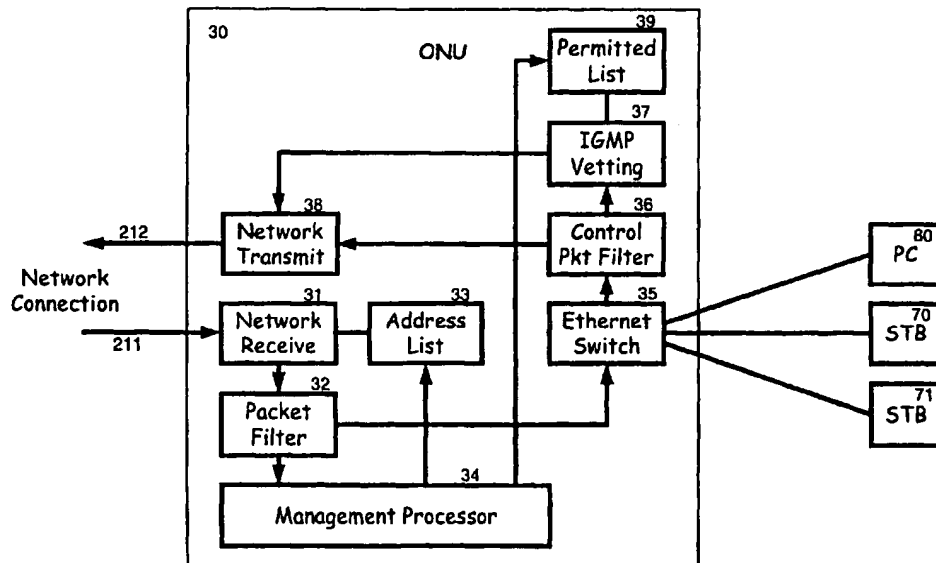 30
ONU
39
Permitted
List
37
IGMP
Vetting
38
Network
Transmit
36
Control
Pkt Filter
212
Network
Connection
211
31
Network
Receive
33
Address
List
35
Ethernet
Switch
80
PC
70
STB
71
STB
32
Packet
Filter
34
Management Processor